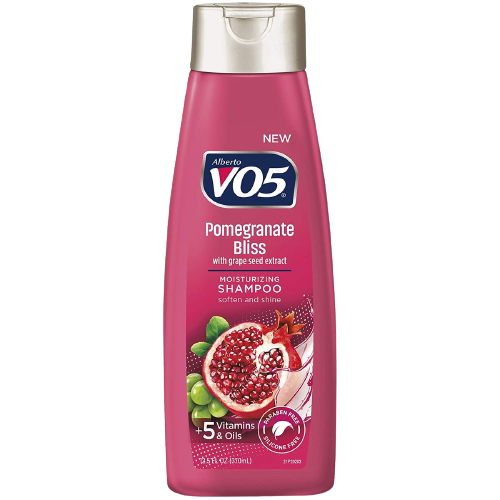 NEW
Alberto
VO5®
Pomegranate
Bliss
with grape seed extract
MOISTURIZING
SHAMPOO
soften and shine
+5 Vitamins
& Oils
PARABEN FREE
SILICONE FREE